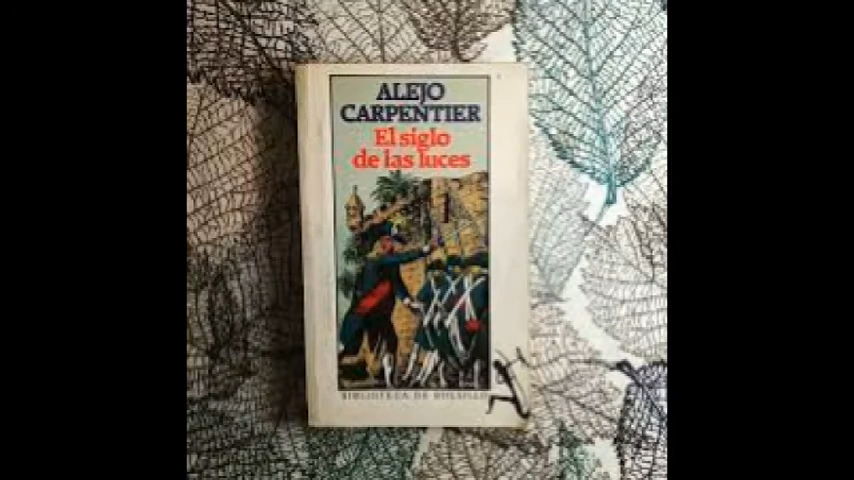 ALEJO
CARPENTIER
El siglo
de las luces
BIBLIOTECA DE BOLSILLO